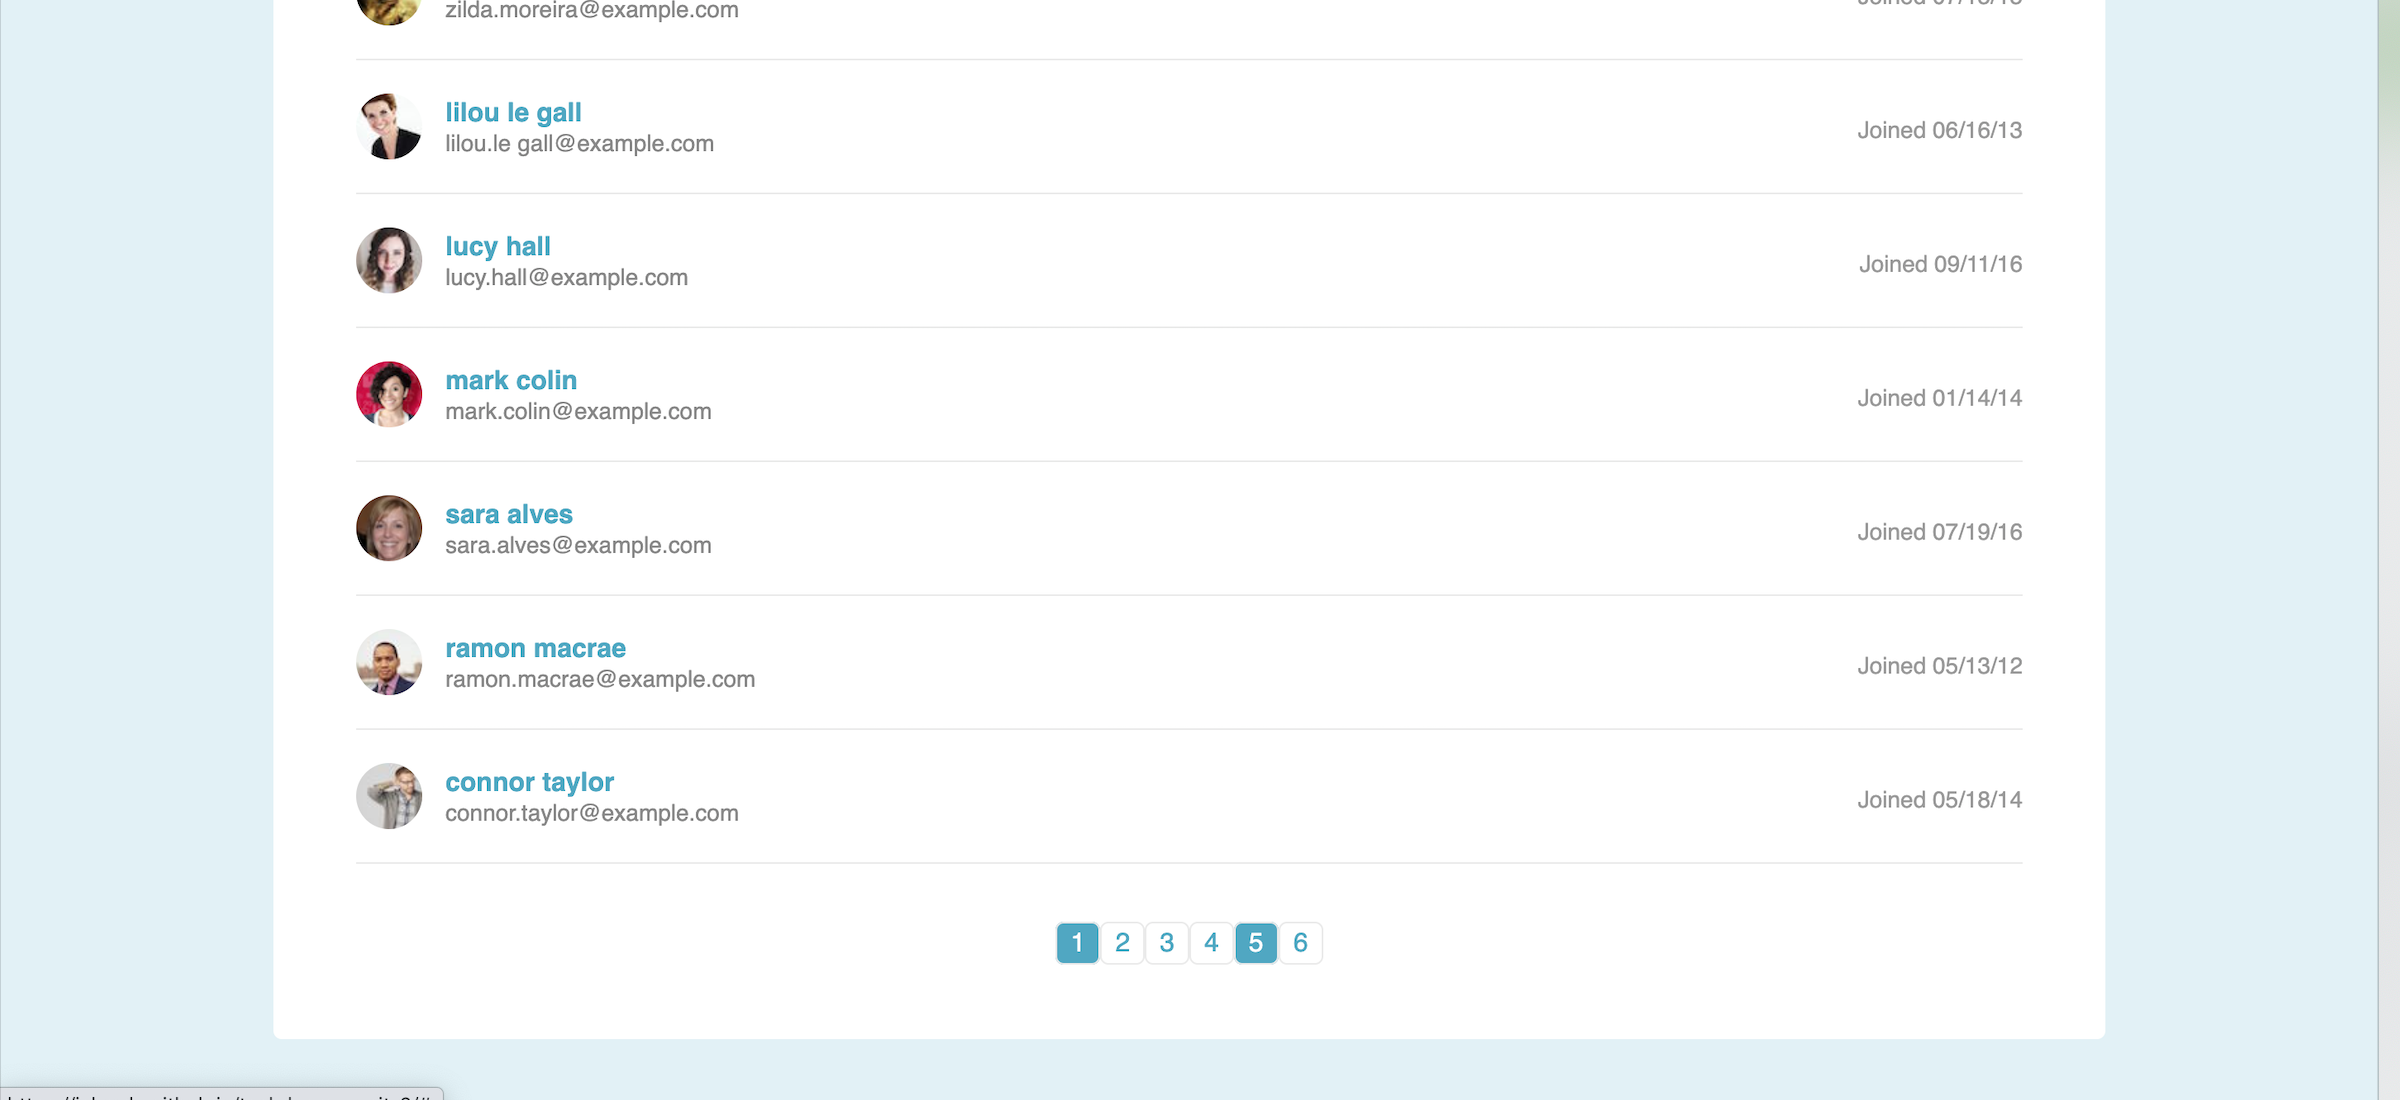 zilda.moreira@example.com
lilou le gall
lilou.le gall@example.com
Joined 06/16/13
lucy hall
lucy.hall@example.com
Joined 09/11/16
mark colin
mark.colin@example.com
Joined 01/14/14
sara alves
sara.alves@example.com
Joined 07/19/16
ramon macrae
ramon.macrae@example.com
Joined 05/13/12
connor taylor
connor.taylor@example.com
Joined 05/18/14
1 2 3 4 5 6